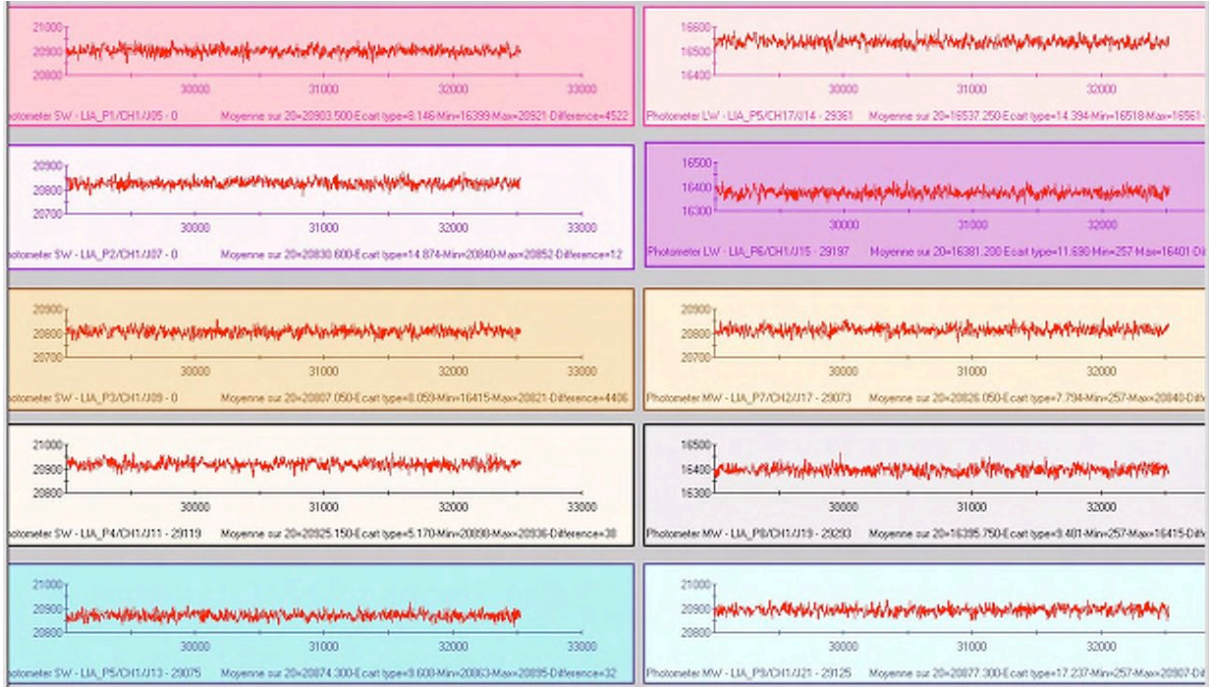 21000
20900
20800
30000 31000 32000 33000
otometer SW - LIA_P1/CH1/J05 - 0 Moyenne sur 20=20903.500-Ecart type=8.146-Min=16399-Max=20921-Difference=4522
16600
16500
16400
30000 31000 32000
Photometer LW - LIA_P5/CH17/J14 - 29361 Moyenne sur 20=16537.250-Ecart type=14.394-Min=16518-Max=16561-
20900
20800
20700
30000 31000 32000 33000
otometer SW - LIA_P2/CH1/J07 - 0 Moyenne sur 20=20830.600-Ecart type=14.874-Min=20840-Max=20852-Difference=12
16500
16400
16300
30000 31000 32000
Photometer LW - LIA_P6/CH1/J15 - 29197 Moyenne sur 20=16381.200-Ecart type=11.690-Min=257-Max=16401-Di
20900
20800
20700
30000 31000 32000 33000
otometer SW - LIA_P3/CH1/J09 - 0 Moyenne sur 20=20807.050-Ecart type=8.059-Min=16415-Max=20821-Difference=4406
20900
20800
20700
30000 31000 32000
Photometer MW - LIA_P7/CH2/J17 - 29073 Moyenne sur 20=20826.050-Ecart type=7.794-Min=257-Max=20840-Di
21000
20900
20800
30000 31000 32000 33000
otometer SW - LIA_P4/CH1/J11 - 29119 Moyenne sur 20=20925.150-Ecart type=5.170-Min=20898-Max=20936-Difference=38
16500
16400
16300
30000 31000 32000
Photometer MW - LIA_P8/CH1/J19 - 29293 Moyenne sur 20=16395.750-Ecart type=9.481-Min=257-Max=16415-Di
21000
20900
20800
30000 31000 32000 33000
otometer SW - LIA_P5/CH1/J13 - 29075 Moyenne sur 20=20874.300-Ecart type=9.600-Min=20863-Max=20895-Difference=32
21000
20900
20800
30000 31000 32000
Photometer MW - LIA_P9/CH1/J21 - 29125 Moyenne sur 20=20877.300-Ecart type=17.237-Min=257-Max=20907-Di